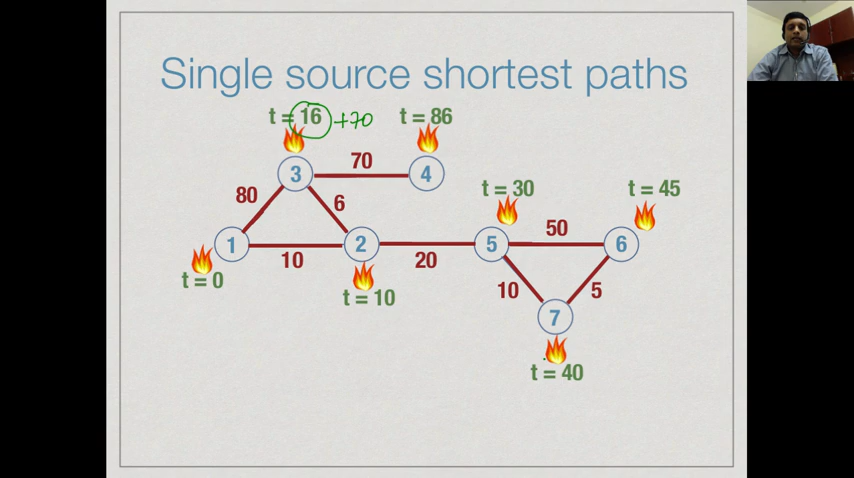 Single source shortest paths
t = 16 +70 t = 86
70
3 4
80 6
t = 30 t = 45
50
1 2 5 6
t = 0 10 20
t = 10 10 5
7
t = 40